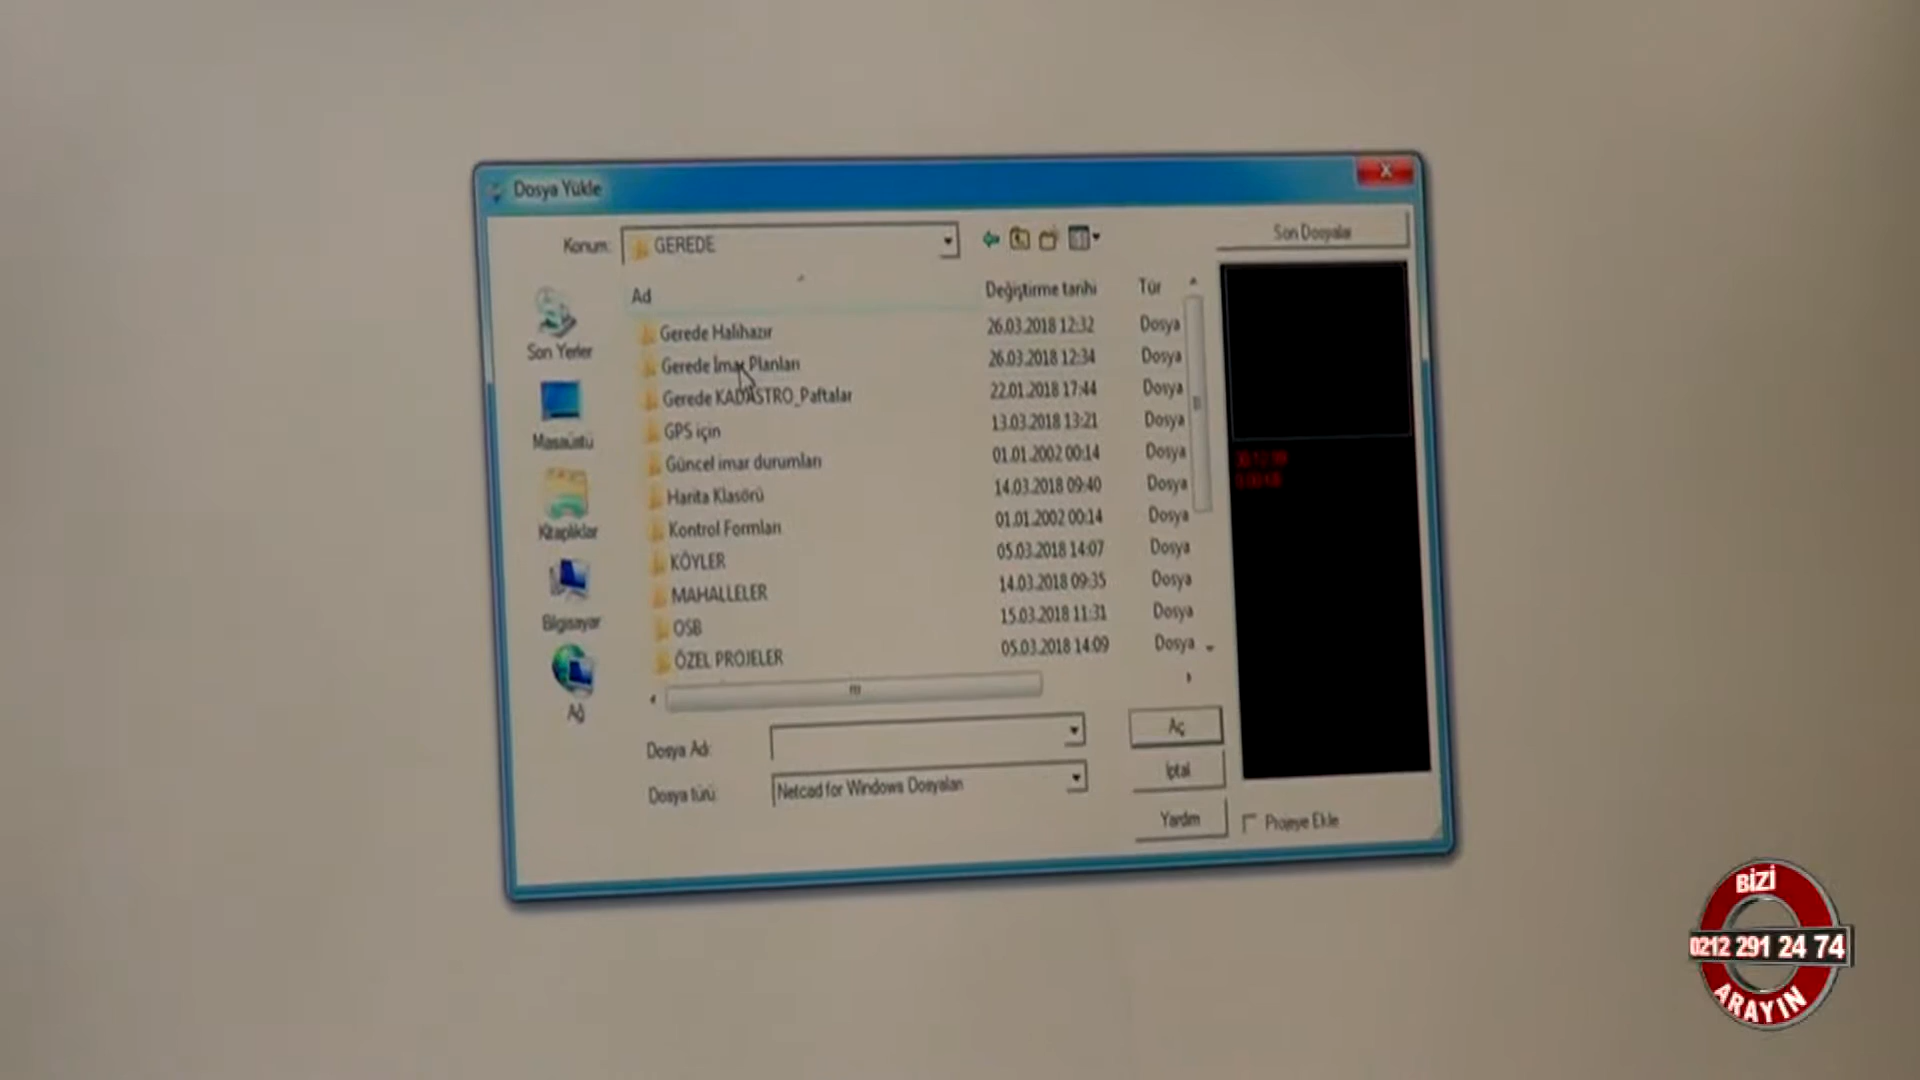 Dosya Yükle
X
Konum: GEREDE
Son Dosyalar
Ad Değiştirme tarihi Tür
Gerede Halihazır 26.03.2018 12:32 Dosya
Gerede İmar Planları 26.03.2018 12:34 Dosya
Gerede KADASTRO_Paftalar 22.01.2018 17:44 Dosya
GPS için 13.03.2018 13:21 Dosya
Güncel imar durumları 01.01.2002 00:14 Dosya
Harita Klasörü 14.03.2018 09:40 Dosya
Kontrol Formları 01.01.2002 00:14 Dosya
KÖYLER 05.03.2018 14:07 Dosya
MAHALLELER 14.03.2018 09:35 Dosya
OSB 15.03.2018 11:31 Dosya
ÖZEL PROJELER 05.03.2018 14:09 Dosya
Son Yerler
Masaüstü
Kitaplıklar
Bilgisayar
Ağ
Dosya Adı:
Aç
Dosya türü: Netcad for Windows Dosyaları
İptal
Yardım
Projeye Ekle
BİZİ
0212 291 24 74
ARAYIN